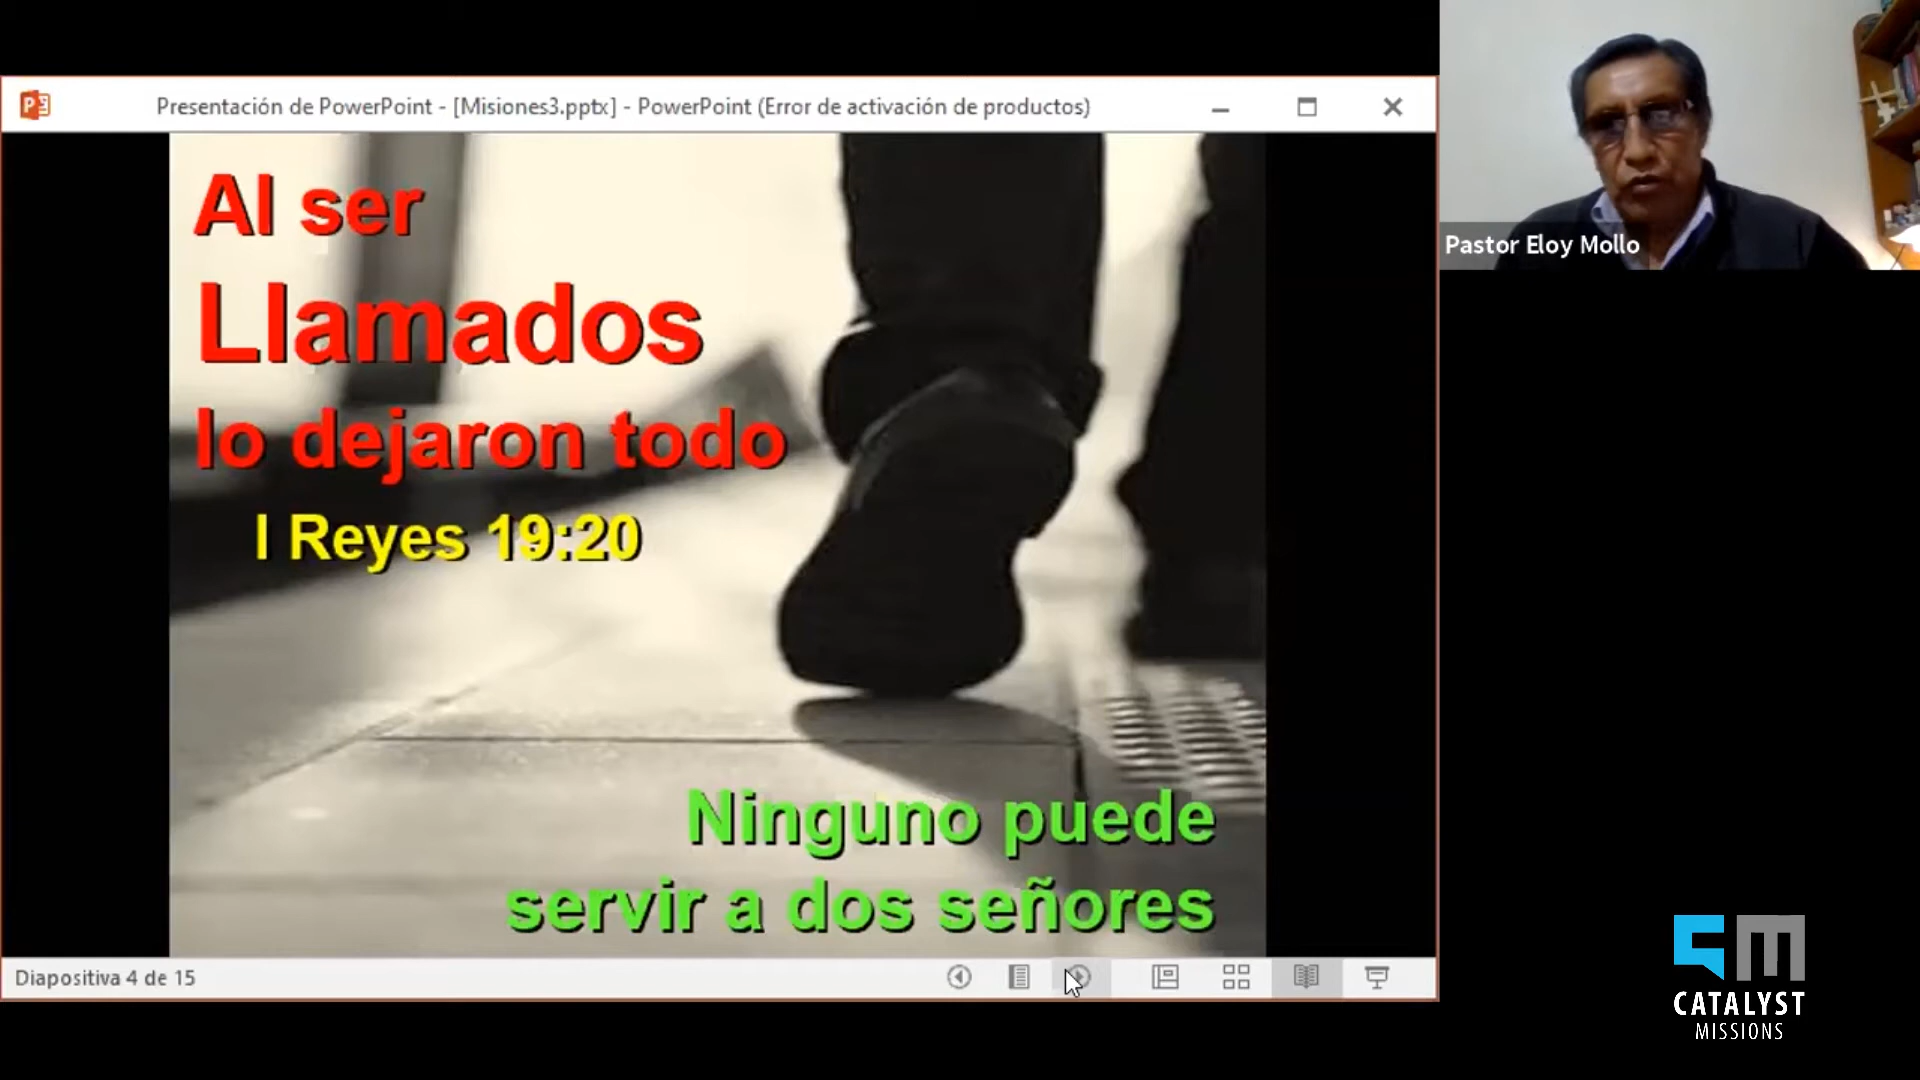 Presentación de PowerPoint - [Misiones3.pptx] - PowerPoint (Error de activación de productos)
Al ser
Llamados
lo dejaron todo
I Reyes 19:20
Ninguno puede
servir a dos señores
Diapositiva 4 de 15
Pastor Eloy Mollo
CM
CATALYST
MISSIONS